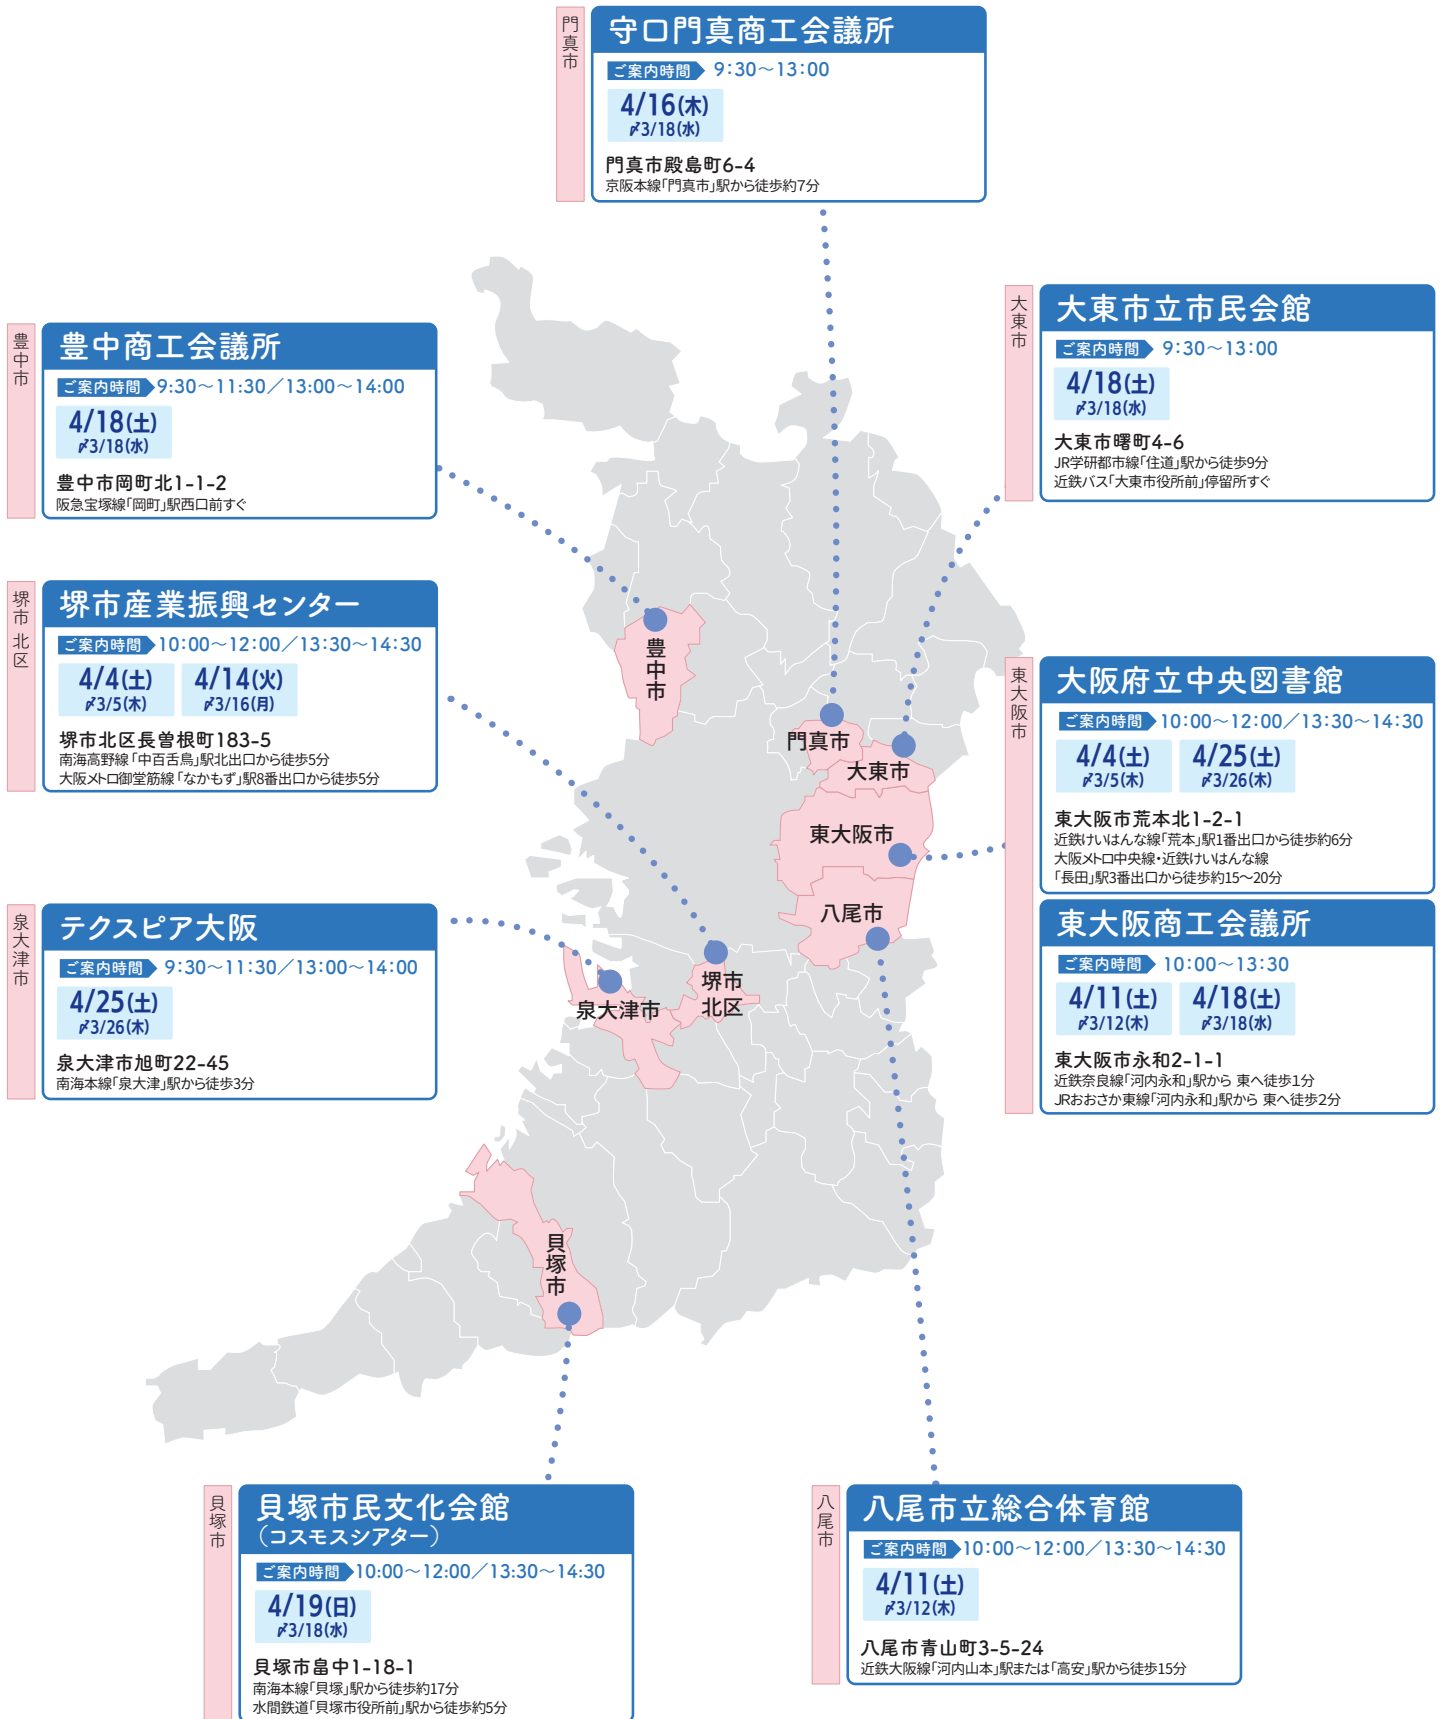 門真市
守口門真商工会議所
ご案内時間 9:30〜13:00
4/16(木)
〆3/18(水)
門真市殿島町6-4
京阪本線「門真市」駅から徒歩約7分
大東市
大東市立市民会館
ご案内時間 9:30〜13:00
4/18(土)
〆3/18(水)
大東市曙町4-6
JR学研都市線「住道」駅から徒歩9分
近鉄バス「大東市役所前」停留所すぐ
豊中市
豊中商工会議所
ご案内時間 9:30〜11:30／13:00〜14:00
4/18(土)
〆3/18(水)
豊中市岡町北1-1-2
阪急宝塚線「岡町」駅西口前すぐ
堺市 北区
堺市産業振興センター
ご案内時間 10:00〜12:00／13:30〜14:30
4/4(土) 4/14(火)
〆3/5(木) 〆3/16(月)
堺市北区長曽根町183-5
南海高野線「中百舌鳥」駅北出口から徒歩5分
大阪メトロ御堂筋線「なかもず」駅8番出口から徒歩5分
東大阪市
大阪府立中央図書館
ご案内時間 10:00〜12:00／13:30〜14:30
4/4(土) 4/25(土)
〆3/5(木) 〆3/26(木)
東大阪市荒本北1-2-1
近鉄けいはんな線「荒本」駅1番出口から徒歩約6分
大阪メトロ中央線・近鉄けいはんな線
「長田」駅3番出口から徒歩約15〜20分
東大阪商工会議所
ご案内時間 10:00〜13:30
4/11(土) 4/18(土)
〆3/12(木) 〆3/18(水)
東大阪市永和2-1-1
近鉄奈良線「河内永和」駅から 東へ徒歩1分
JRおおさか東線「河内永和」駅から 東へ徒歩2分
泉大津市
テクスピア大阪
ご案内時間 9:30〜11:30／13:00〜14:00
4/25(土)
〆3/26(木)
泉大津市旭町22-45
南海本線「泉大津」駅から徒歩3分
豊中市
門真市
大東市
東大阪市
八尾市
堺市
北区
泉大津市
貝塚市
貝塚市
貝塚市民文化会館
（コスモスシアター）
ご案内時間 10:00〜12:00／13:30〜14:30
4/19(日)
〆3/18(水)
貝塚市畠中1-18-1
南海本線「貝塚」駅から徒歩約17分
水間鉄道「貝塚市役所前」駅から徒歩約5分
八尾市
八尾市立総合体育館
ご案内時間 10:00〜12:00／13:30〜14:30
4/11(土)
〆3/12(木)
八尾市青山町3-5-24
近鉄大阪線「河内山本」駅または「高安」駅から徒歩15分